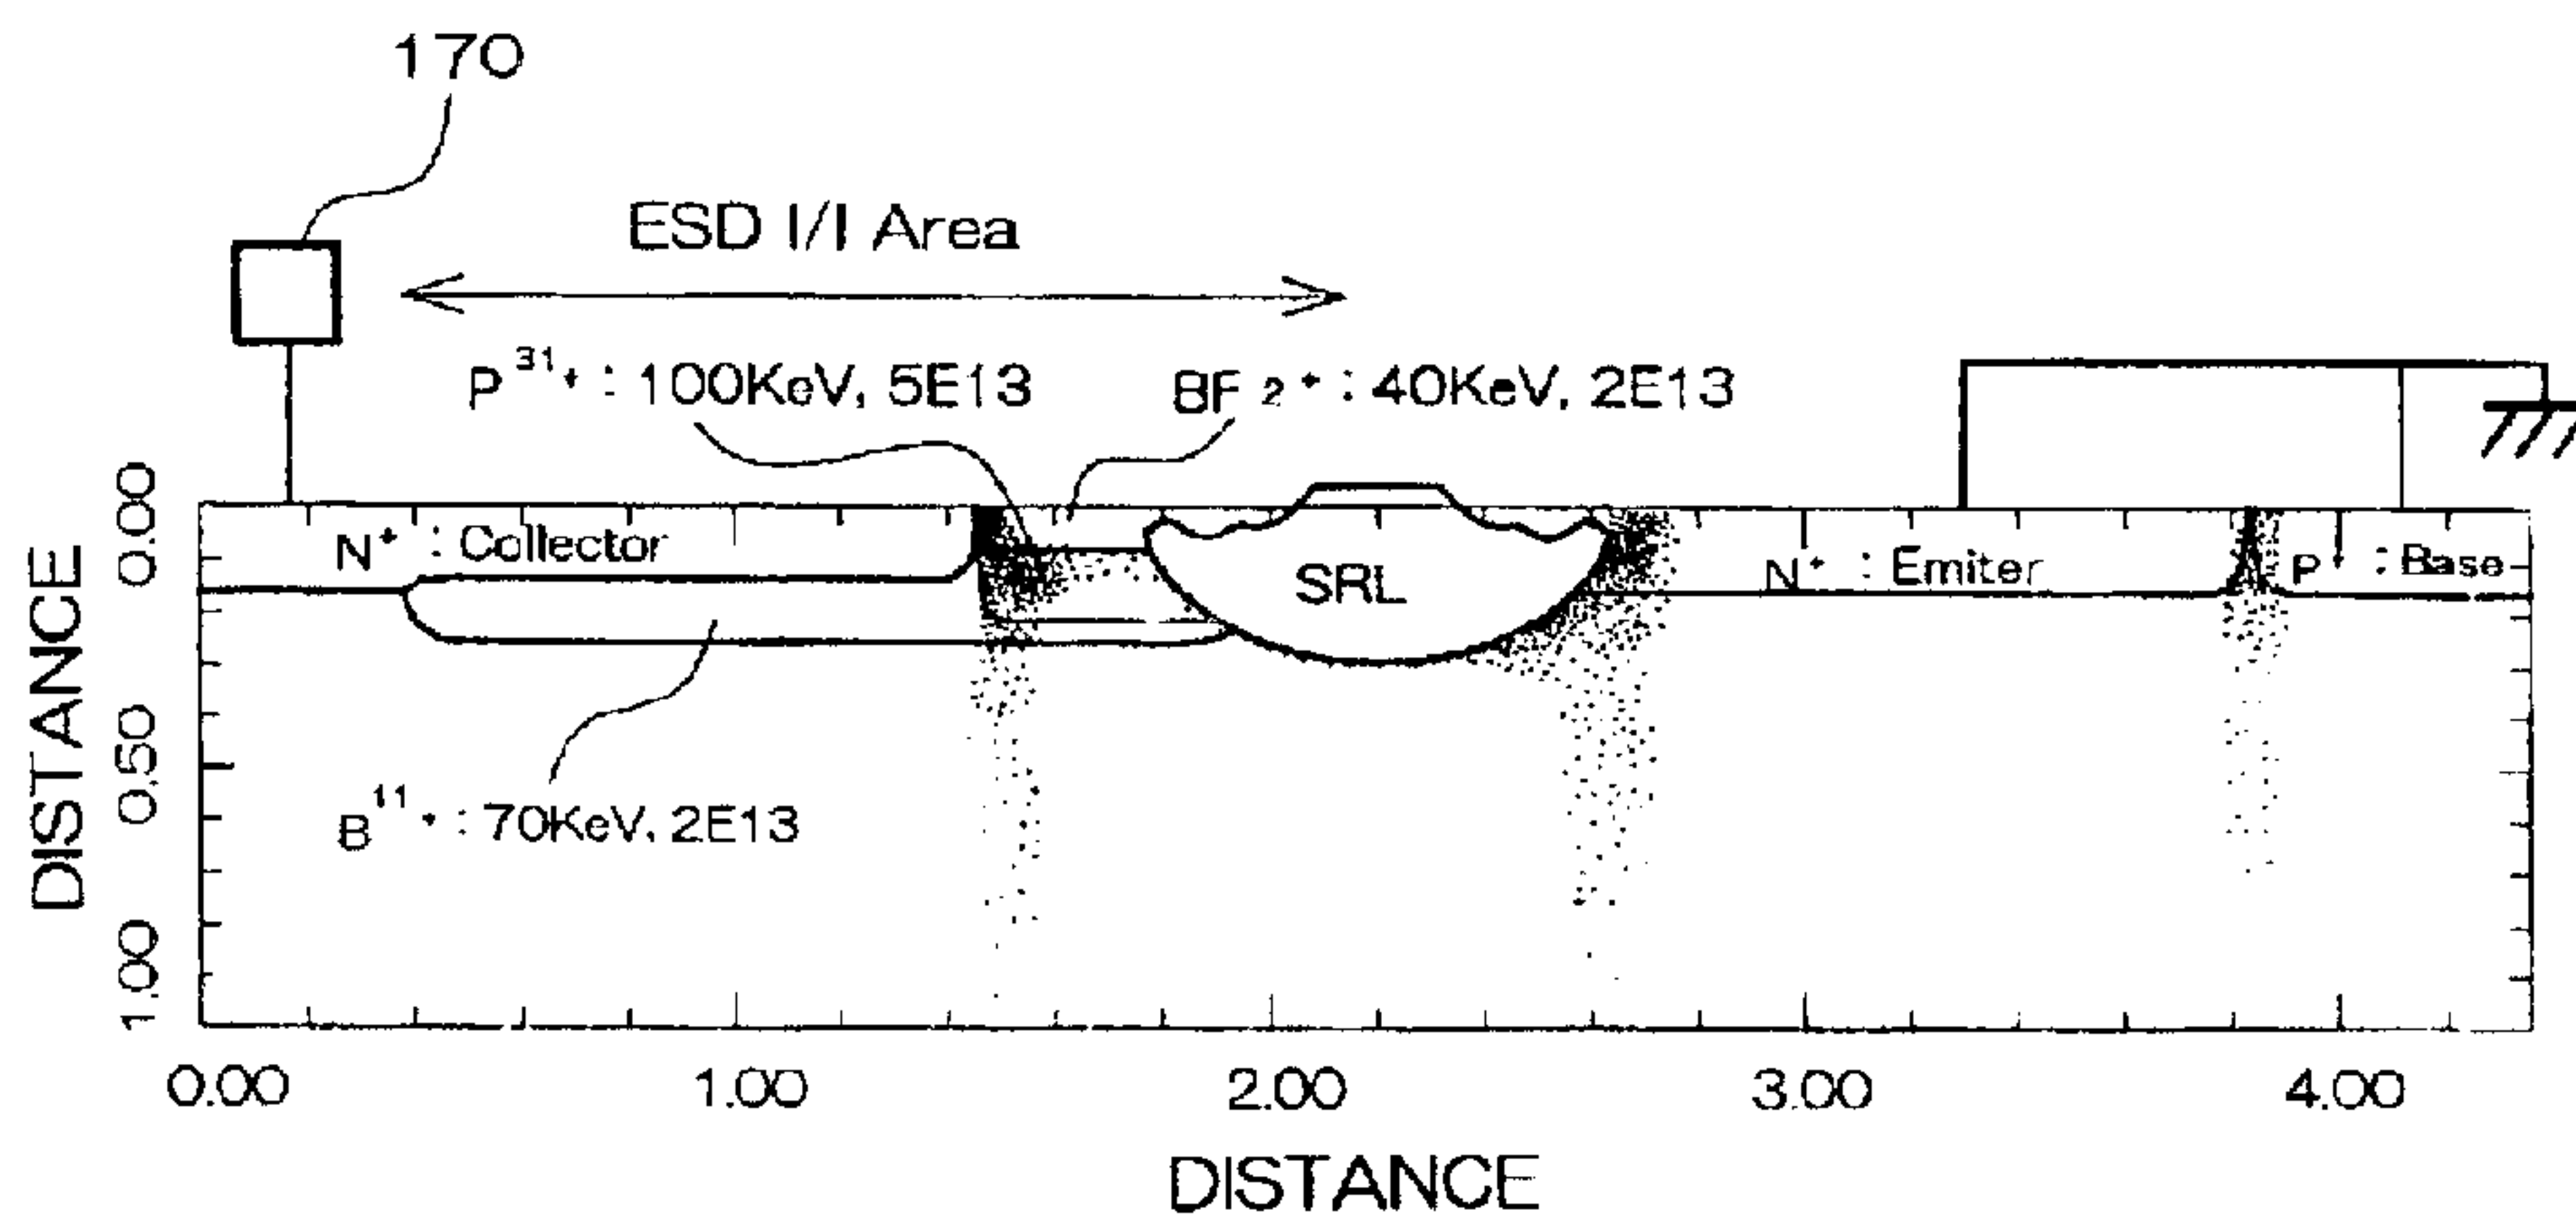 170
ESD I/I Area
P³¹⁺ : 100KeV, 5E13
BF₂⁺ : 40KeV, 2E13
N⁺ : Collector
SRL
N⁺ : Emiter
P⁺ : Base
B¹¹⁺ : 70KeV, 2E13
DISTANCE
0.00
0.50
1.00
0.00 1.00 2.00 3.00 4.00
DISTANCE